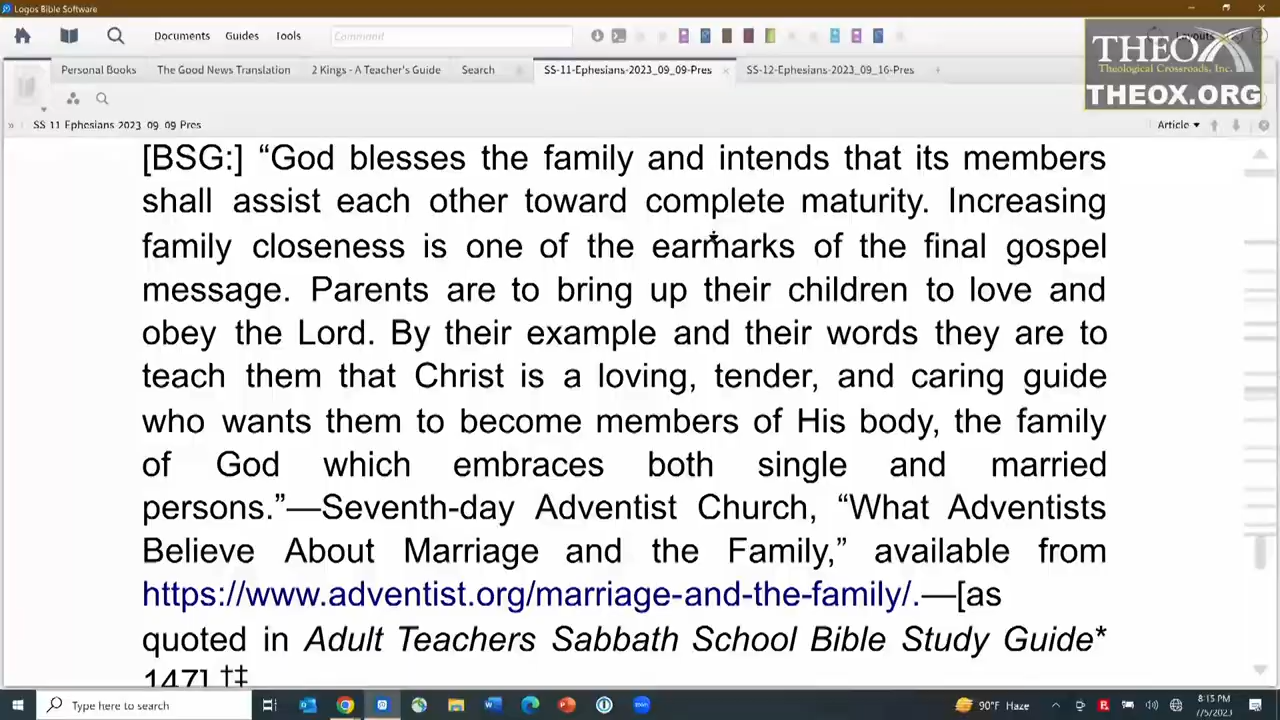 Logos Bible Software
Documents Guides Tools Command
THEOX
Theological Crossroads, Inc.
THEOX.ORG
Personal Books The Good News Translation 2 Kings - A Teacher's Guid Search SS-11-Ephesians-2023_09_09-Pres SS-12-Ephesians-2023_09_16-Pres
SS-11-Ephesians-2023_09_09-Pres Article
[BSG:] “God blesses the family and intends that its members
shall assist each other toward complete maturity. Increasing
family closeness is one of the earmarks of the final gospel
message. Parents are to bring up their children to love and
obey the Lord. By their example and their words they are to
teach them that Christ is a loving, tender, and caring guide
who wants them to become members of His body, the family
of God which embraces both single and married
persons.”—Seventh-day Adventist Church, “What Adventists
Believe About Marriage and the Family,” available from
https://www.adventist.org/marriage-and-the-family/.—[as
quoted in Adult Teachers Sabbath School Bible Study Guide*
147].†‡
Type here to search 90°F Haze 8:15 PM
7/5/2023